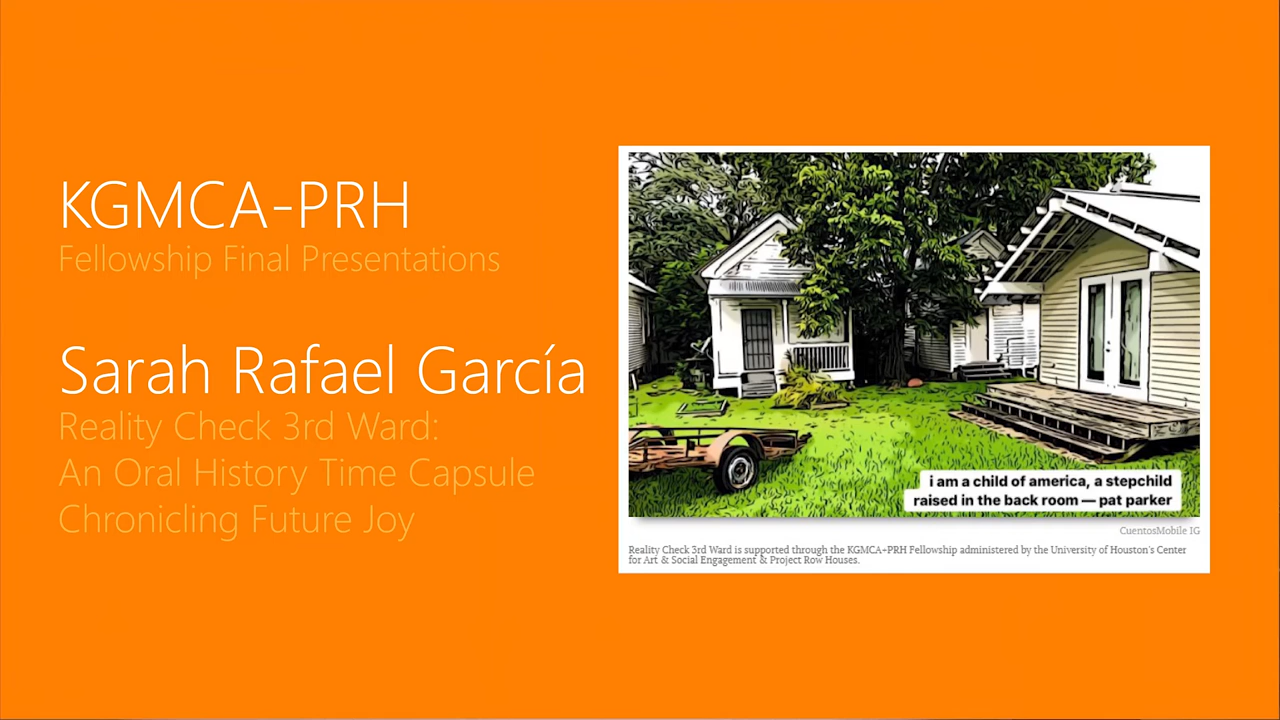 KGMCA-PRH
Fellowship Final Presentations
Sarah Rafael García
Reality Check 3rd Ward:
An Oral History Time Capsule
Chronicling Future Joy
i am a child of america, a stepchild
raised in the back room — pat parker
CuentosMobile IG
Reality Check 3rd Ward is supported through the KGMCA-PRH Fellowship administered by the University of Houston's Center
for Art & Social Engagement & Project Row Houses.